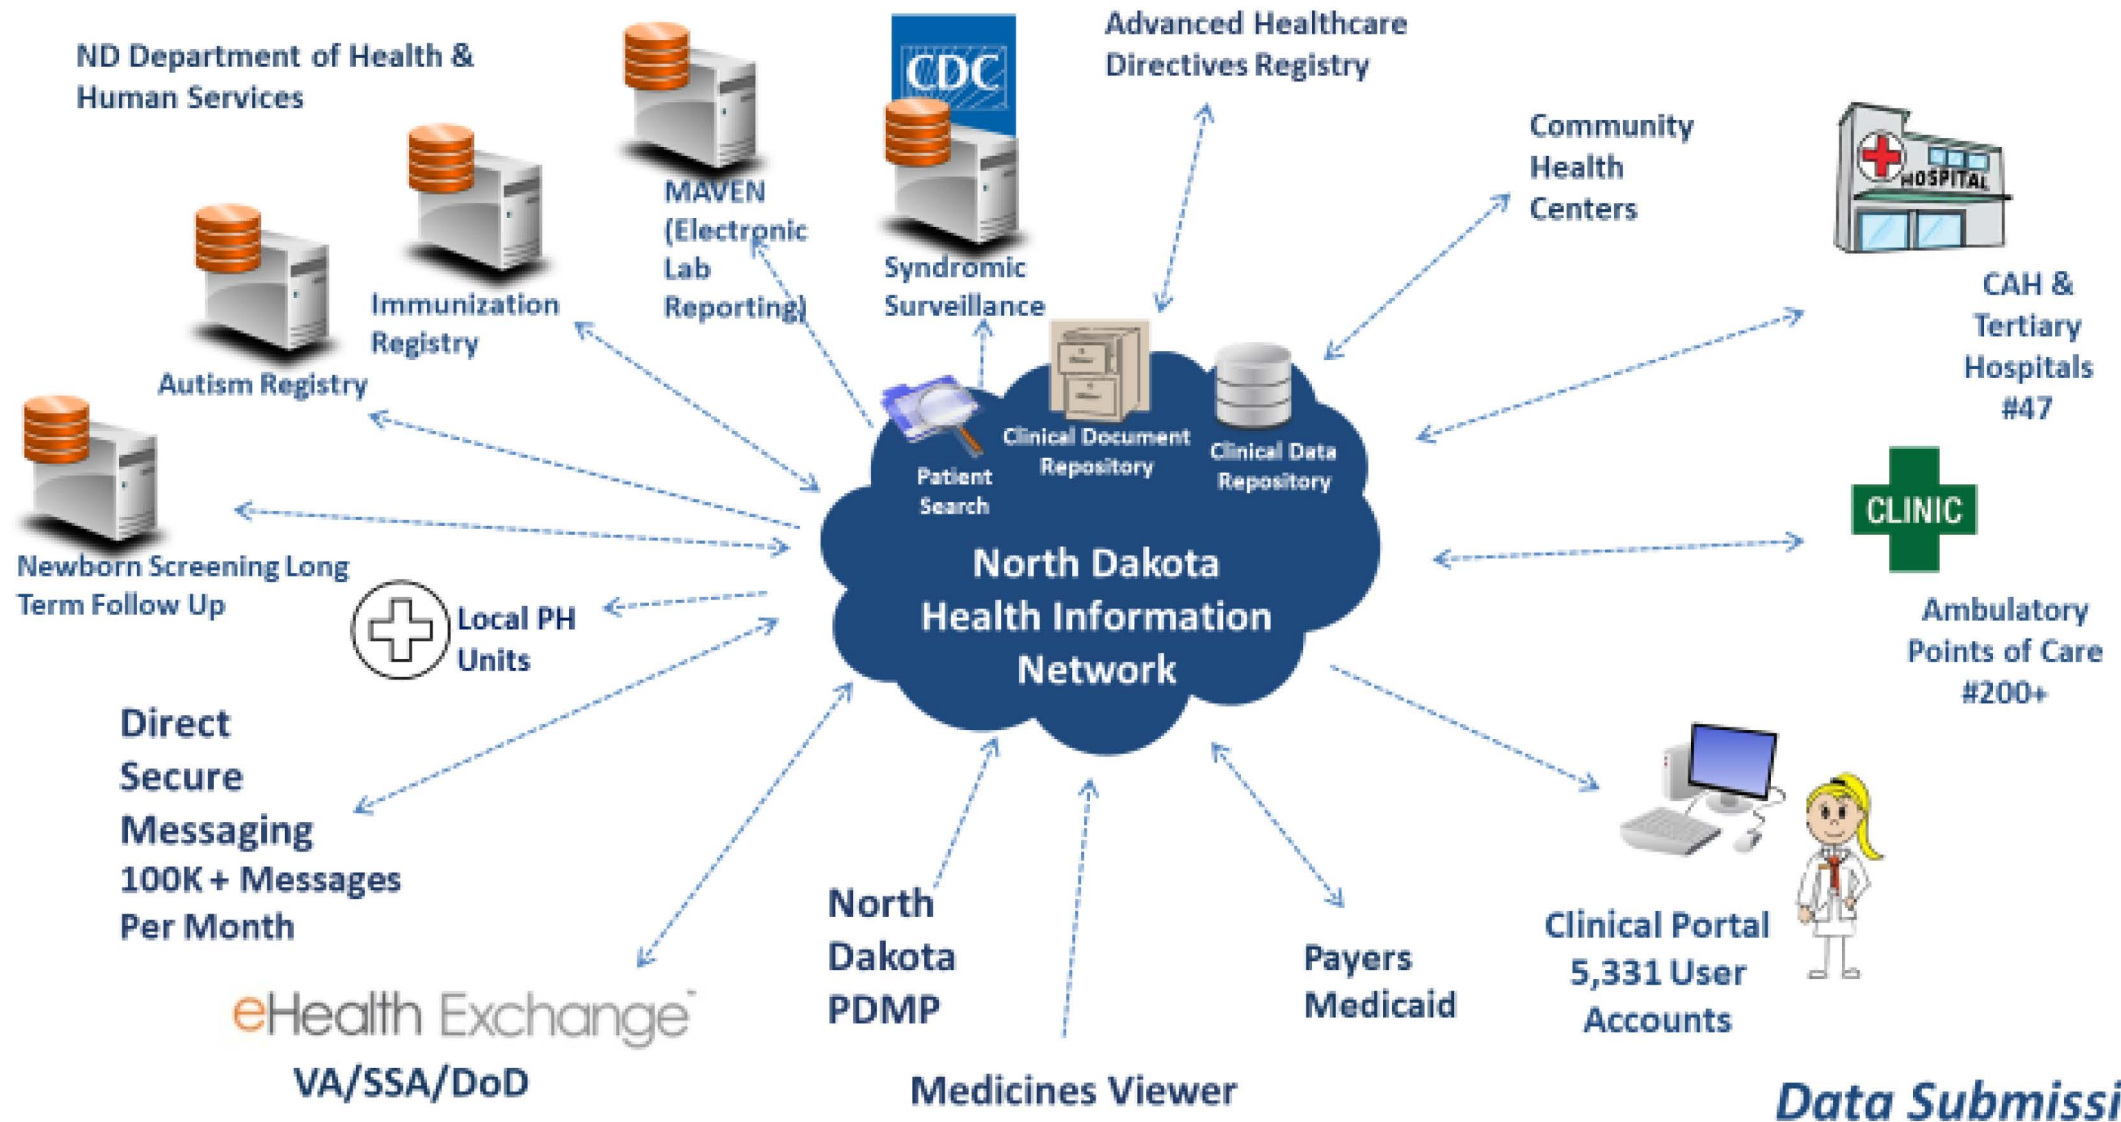 ND Department of Health &
Human Services
MAVEN
(Electronic
Lab
Reporting)
CDC
Syndromic
Surveillance
Advanced Healthcare
Directives Registry
Community
Health
Centers
HOSPITAL
CAH &
Tertiary
Hospitals
#47
Immunization
Registry
Autism Registry
Newborn Screening Long
Term Follow Up
Local PH
Units
Patient
Search
Clinical Document
Repository
Clinical Data
Repository
North Dakota
Health Information
Network
CLINIC
Ambulatory
Points of Care
#200+
Direct
Secure
Messaging
100K + Messages
Per Month
eHealth Exchange™
VA/SSA/DoD
North
Dakota
PDMP
Medicines Viewer
Payers
Medicaid
Clinical Portal
5,331 User
Accounts
Data Submissi